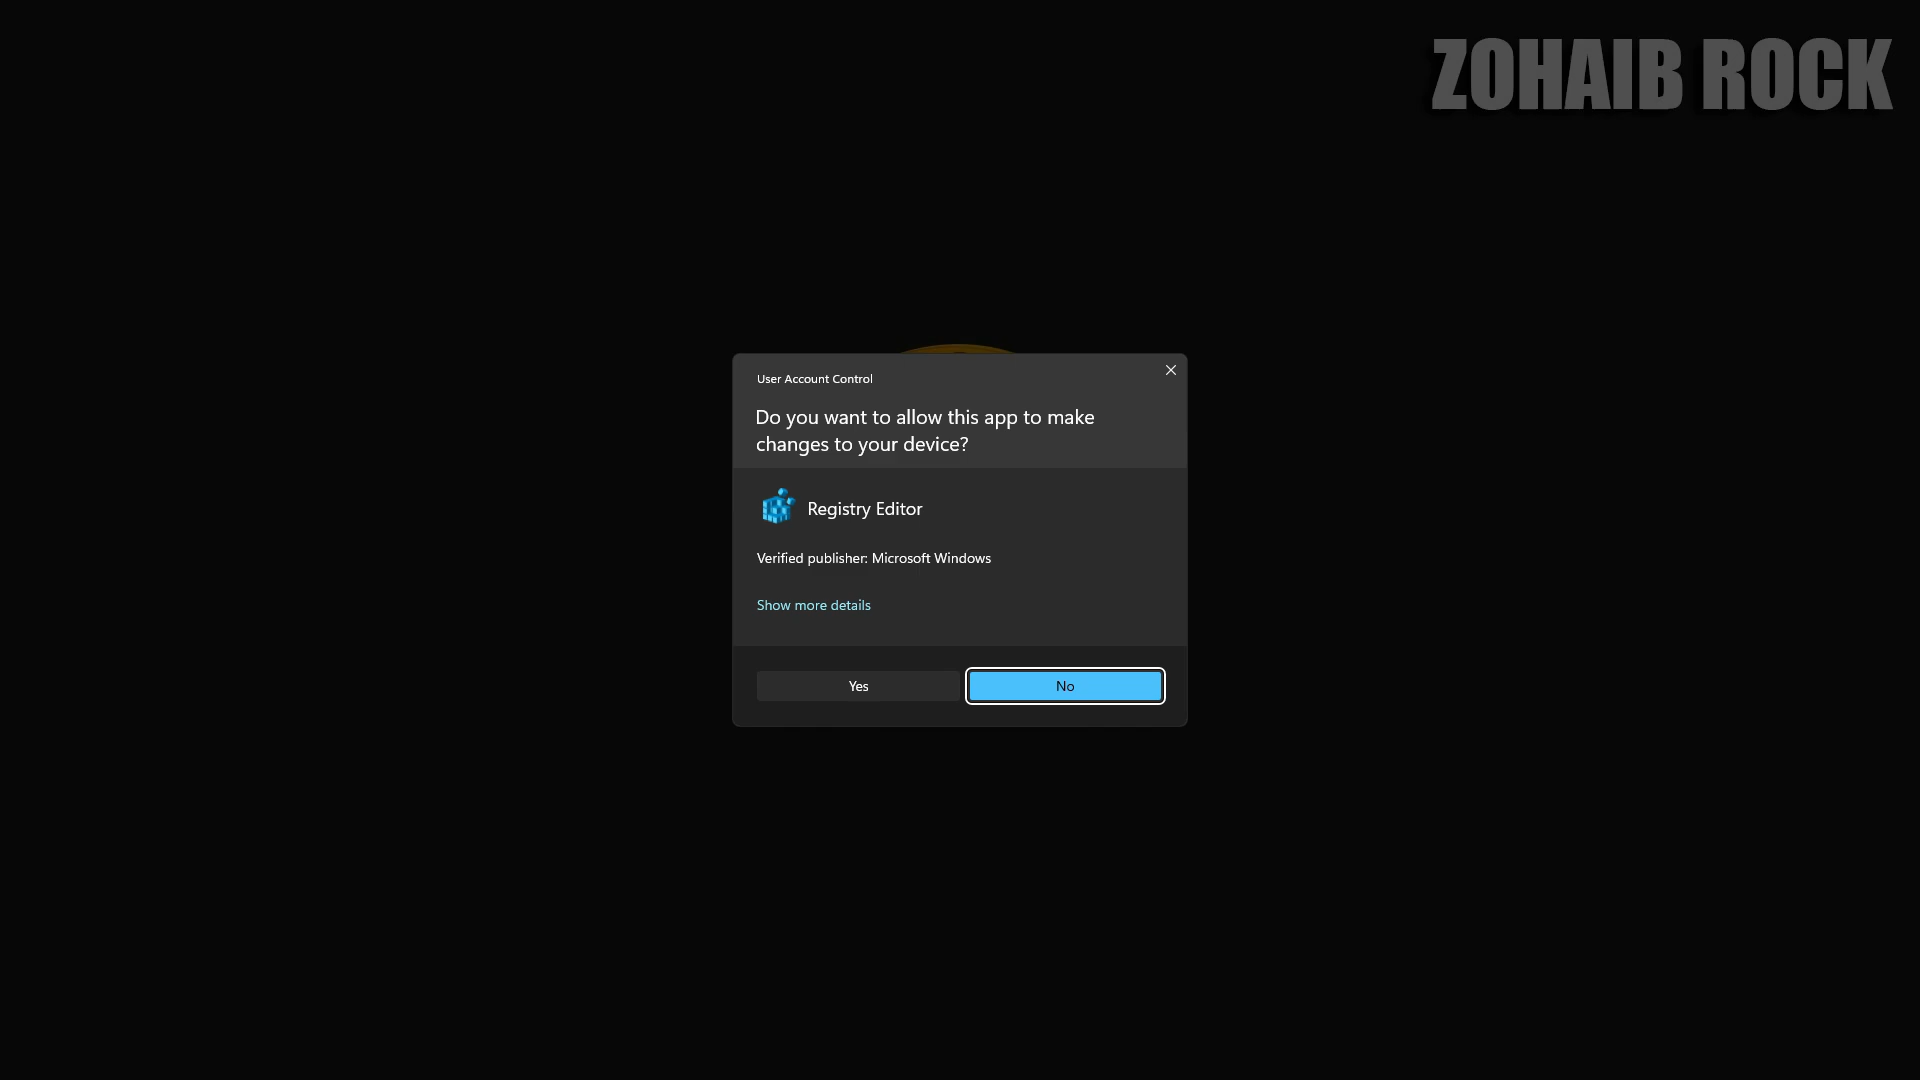 ZOHAIB ROCK
User Account Control
Do you want to allow this app to make
changes to your device?
Registry Editor
Verified publisher: Microsoft Windows
Show more details
Yes
No